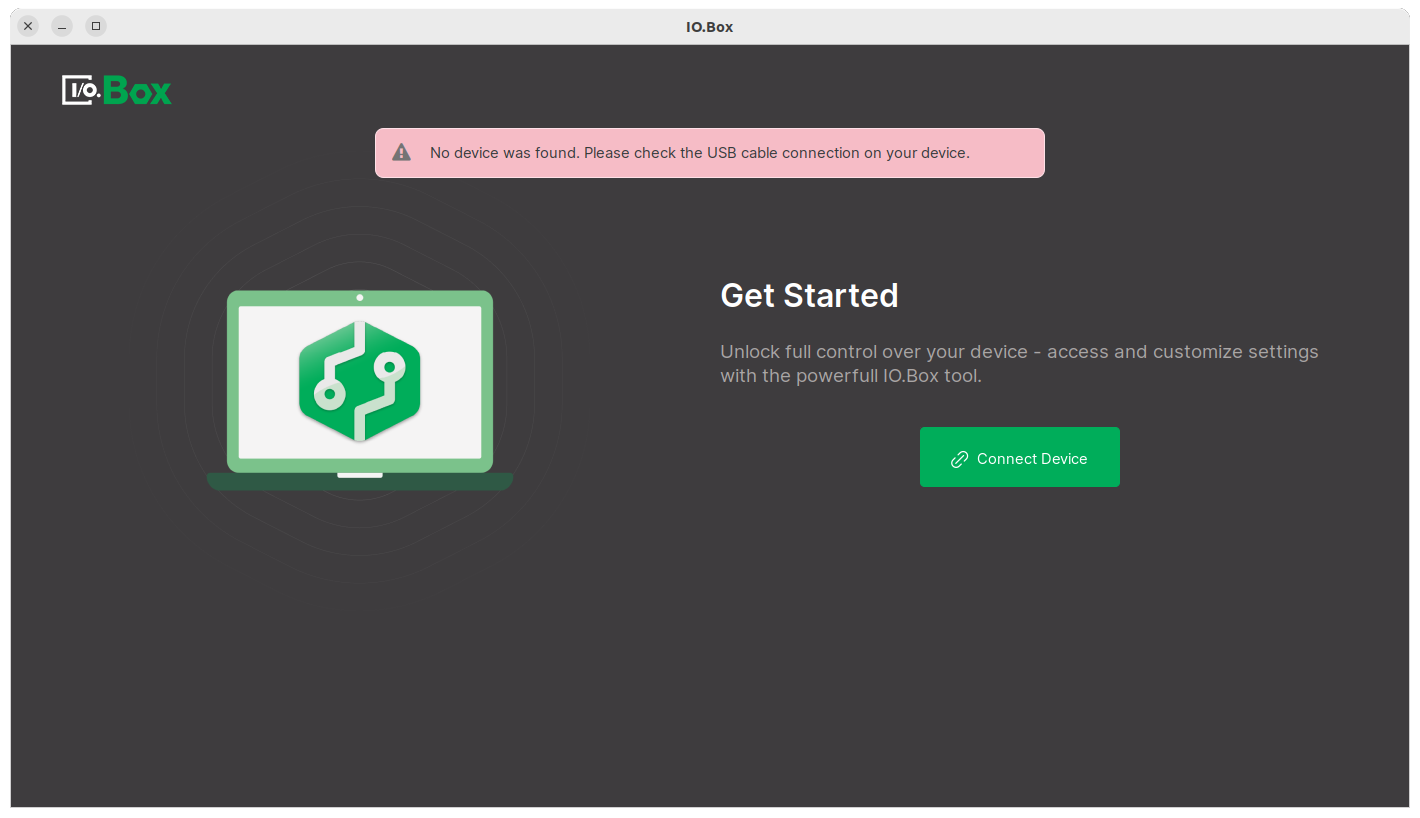 IO.Box
I/O.Box
No device was found. Please check the USB cable connection on your device.
Get Started
Unlock full control over your device - access and customize settings
with the powerfull IO.Box tool.
Connect Device